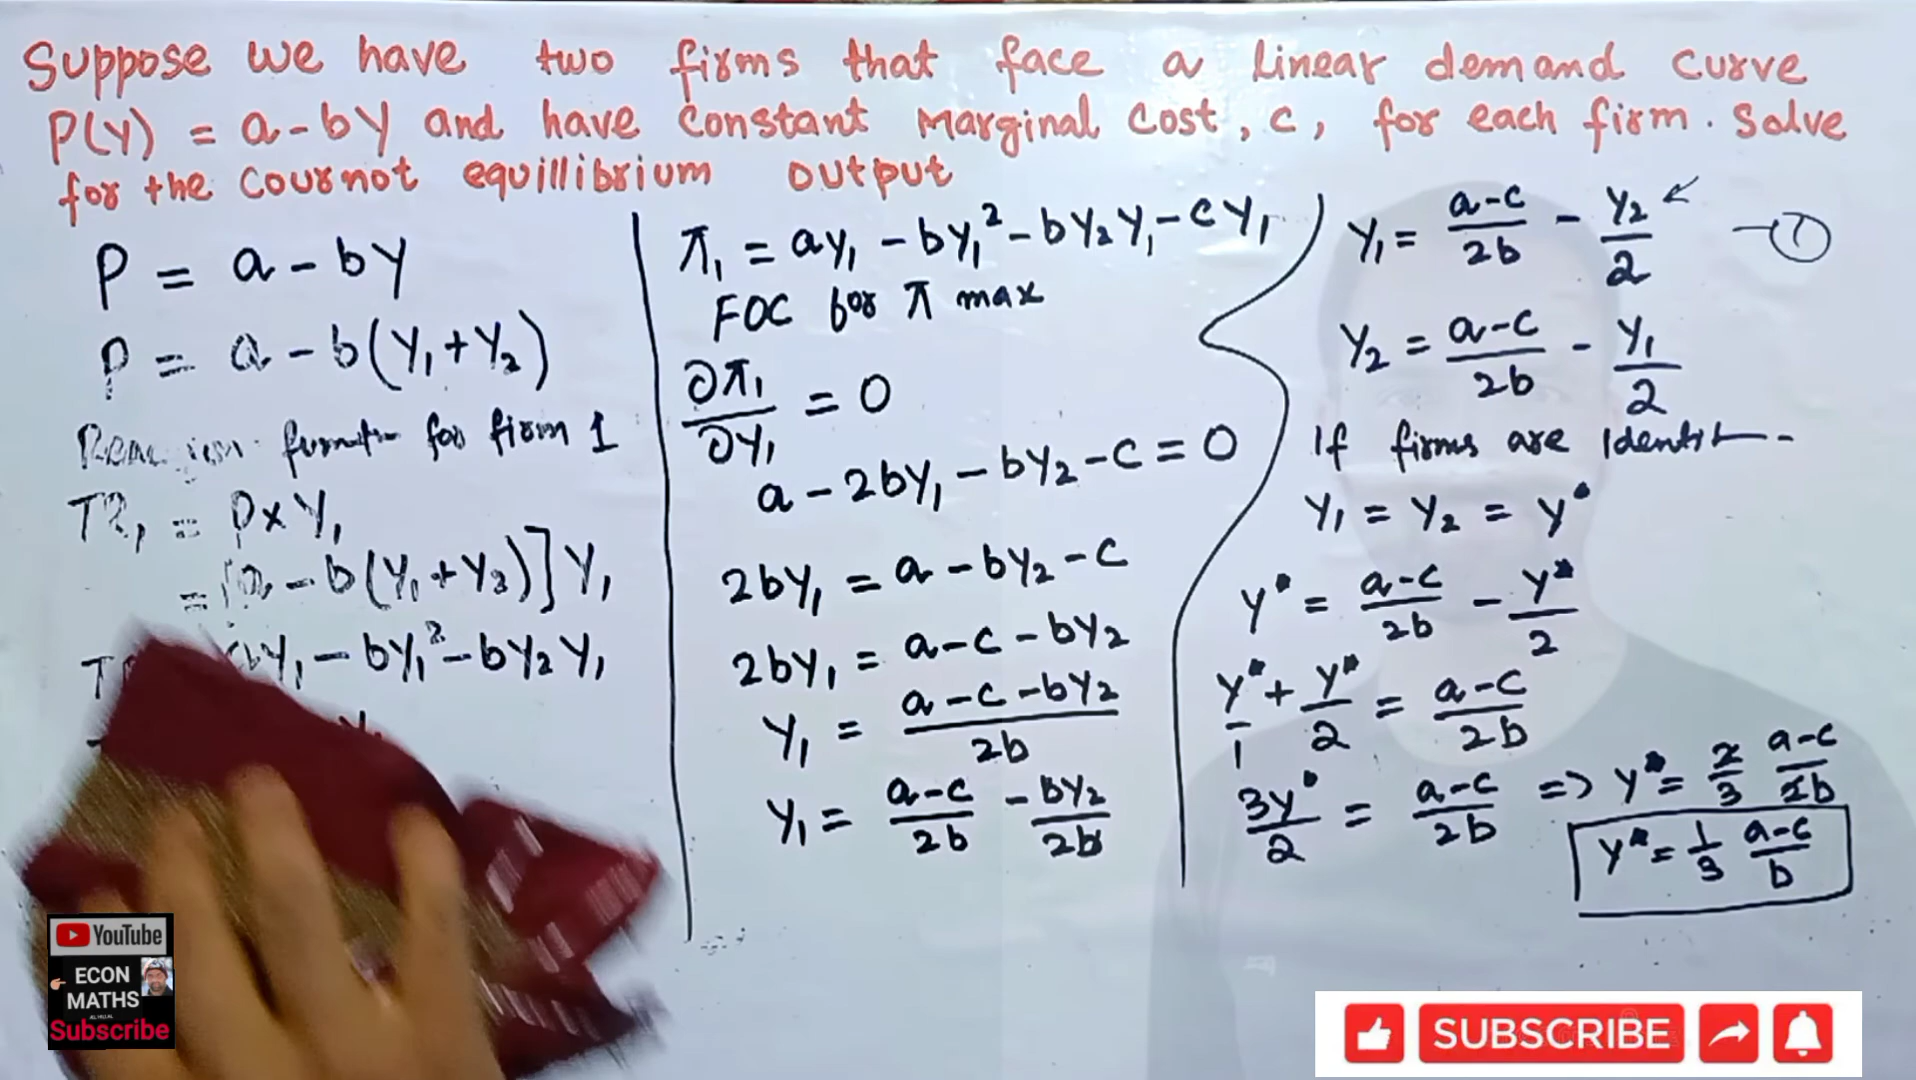 Suppose we have two firms that face a linear demand curve
P(Y) = a-bY and have Constant Marginal Cost, c, for each firm. Solve
for the cournot equillibrium output
P = a - bY
P = a - b(Y₁+Y₂)
for firm 1
TR₁ = P×Y₁
= [a - b(Y₁+Y₂)]Y₁
Y₁ - bY₁² - bY₂Y₁
π₁ = aY₁ - bY₁² - bY₂Y₁ - cY₁
FOC for π max
∂π₁/∂Y₁ = 0
a - 2bY₁ - bY₂ - c = 0
2bY₁ = a - bY₂ - c
2bY₁ = a - c - bY₂
Y₁ = (a - c - bY₂)/2b
Y₁ = (a-c)/2b - bY₂/2b
Y₁ = (a-c)/2b - Y₂/2 — ①
Y₂ = (a-c)/2b - Y₁/2
If firms are
Y₁ = Y₂ = Y*
Y* = (a-c)/2b - Y*/2
Y*/1 + Y*/2 = (a-c)/2b
3Y*/2 = (a-c)/2b => Y* = 2/3 (a-c)/2b
Y* = 1/3 (a-c)/b
YouTube
ECON
MATHS
Subscribe
SUBSCRIBE